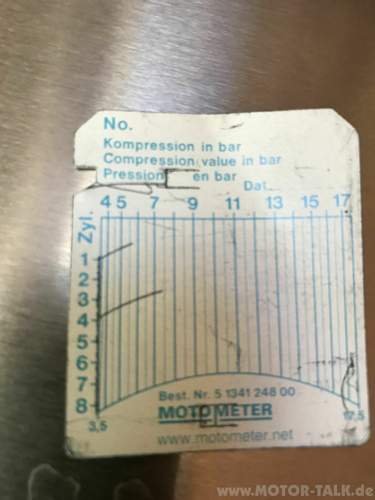 No.
Kompression in bar
Compression value in bar
Pression en bar
Dat.
4 5 7 9 11 13 15 17
Zyl.
1
2
3
4
5
6
7
8
3,5 17,5
Best. Nr. 5 1341 248 00
MOTOMETER
www.motometer.net
www.MOTOR-TALK.de